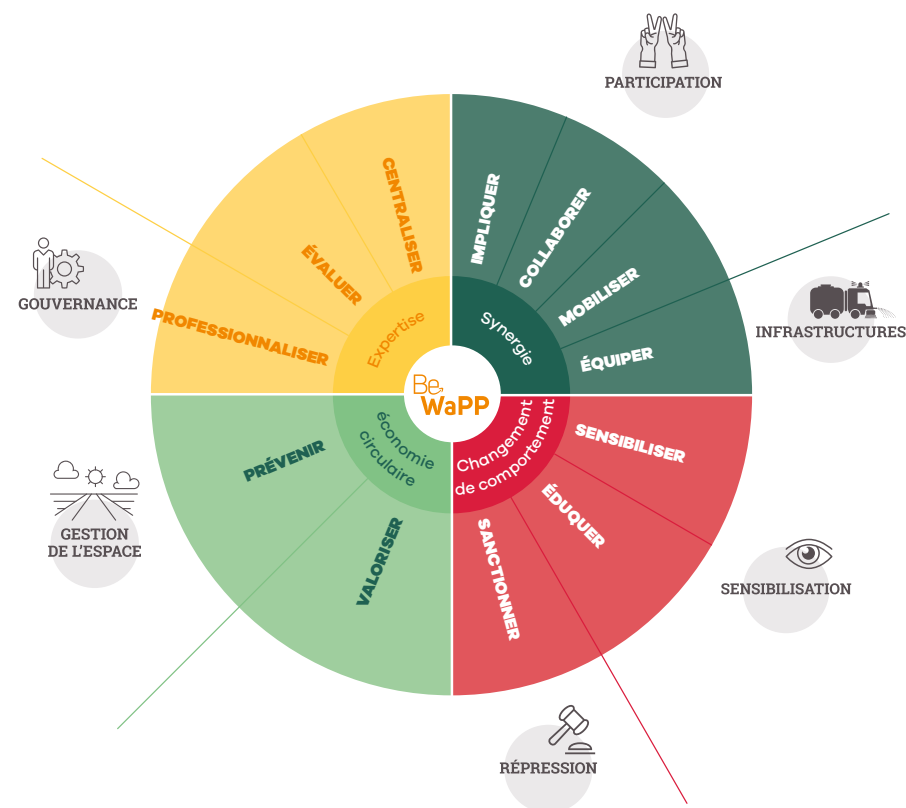 PARTICIPATION
CENTRALISER
IMPLIQUER
COLLABORER
ÉVALUER
MOBILISER
GOUVERNANCE
PROFESSIONNALISER
Expertise
Synergie
ÉQUIPER
INFRASTRUCTURES
Be
WaPP
PRÉVENIR
économie
circulaire
Changement
de comportement
SENSIBILISER
ÉDUQUER
GESTION
DE L'ESPACE
VALORISER
SANCTIONNER
SENSIBILISATION
RÉPRESSION